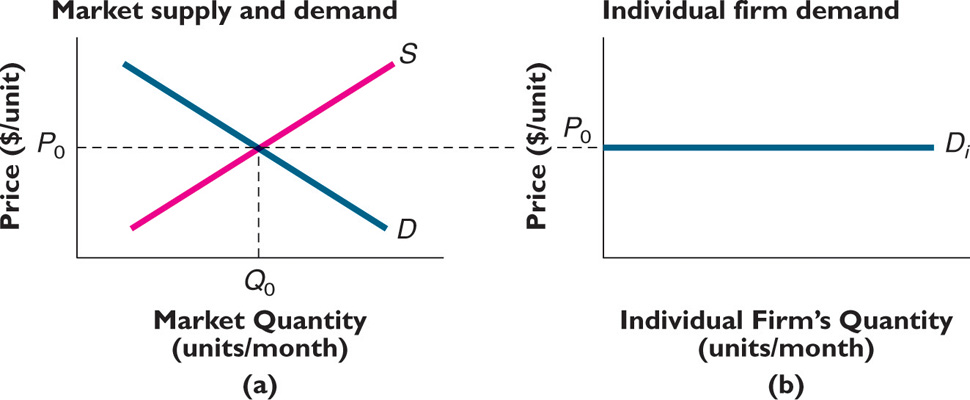 Market supply and demand
Price ($/unit)
P₀
S
D
Q₀
Market Quantity
(units/month)
(a)
Individual firm demand
Price ($/unit)
P₀
Dᵢ
Individual Firm’s Quantity
(units/month)
(b)